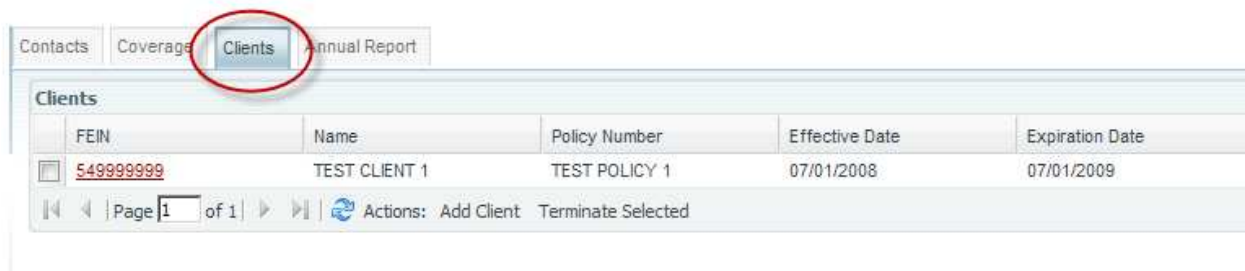 Contacts Coverage Clients Annual Report
Clients
FEIN Name Policy Number Effective Date Expiration Date
549999999 TEST CLIENT 1 TEST POLICY 1 07/01/2008 07/01/2009
Page 1 of 1 Actions: Add Client Terminate Selected